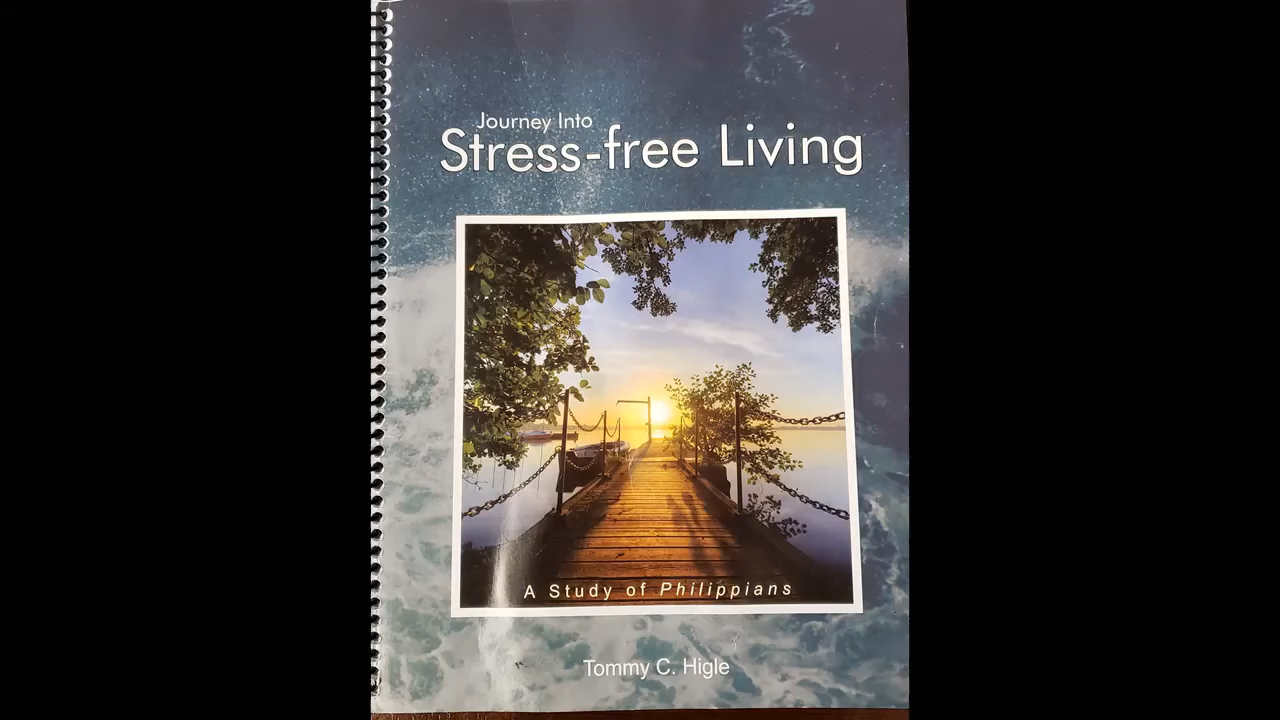 Journey Into
Stress-free Living
A Study of Philippians
Tommy C. Higle